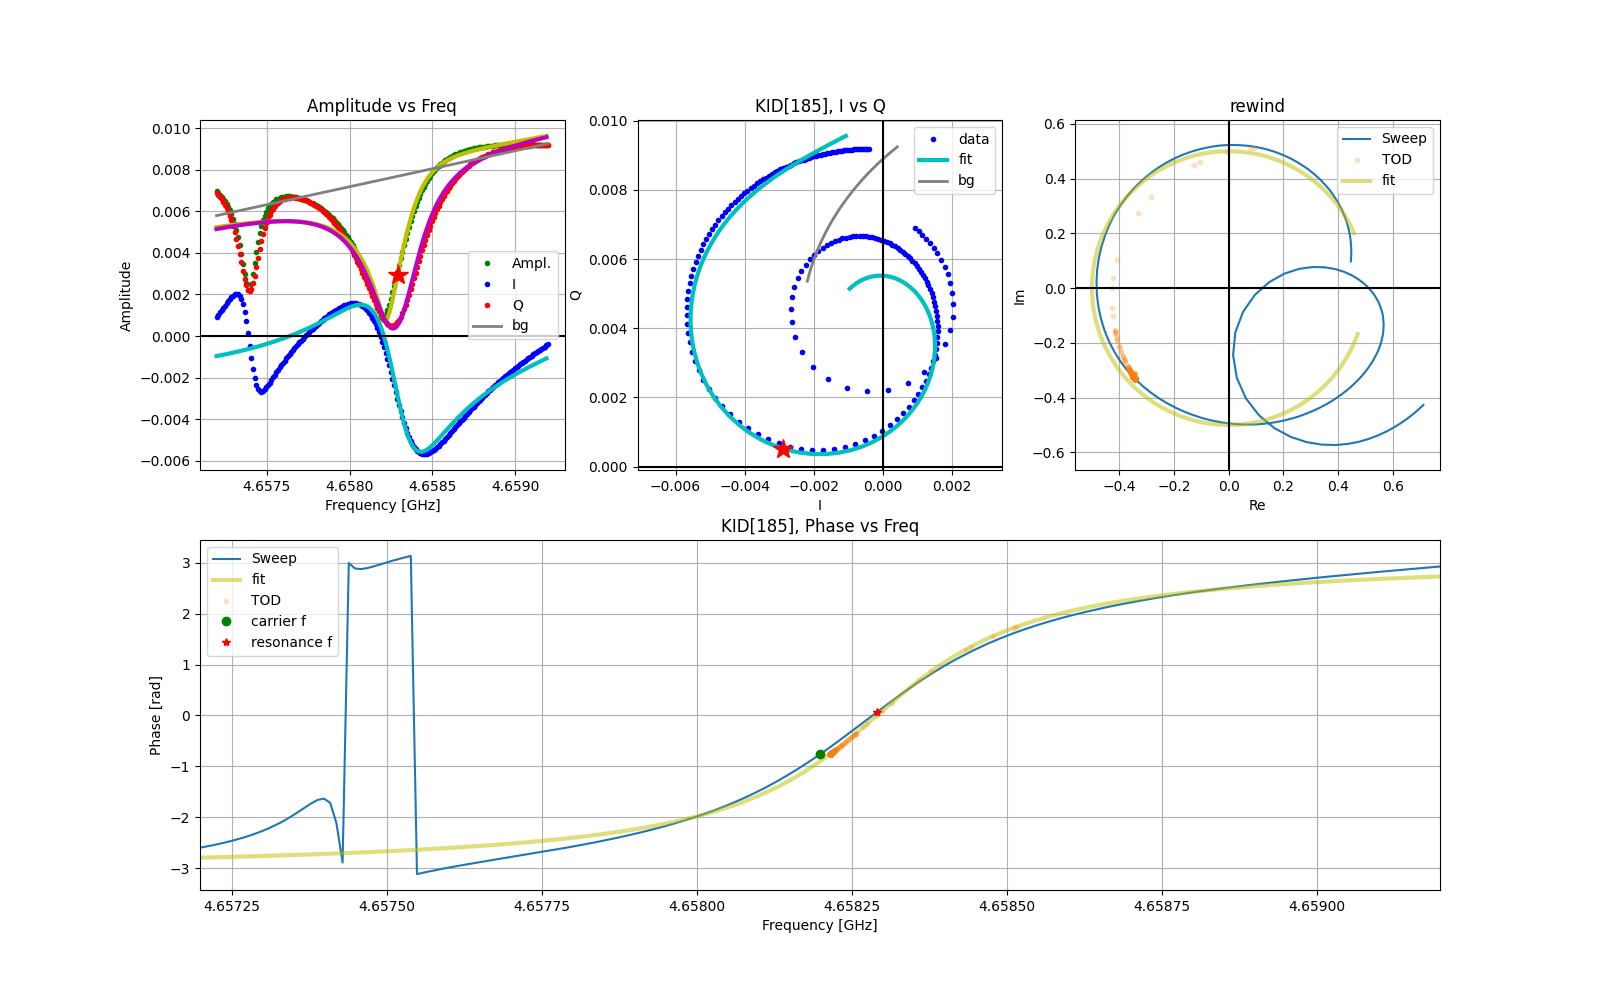 Amplitude vs Freq
0.010
0.008
0.006
0.004
0.002
0.000
−0.002
−0.004
−0.006
Amplitude
Ampl.
I
Q
bg
4.6575
4.6580
4.6585
4.6590
Frequency [GHz]
KID[185], I vs Q
0.010
0.008
0.006
0.004
0.002
0.000
Q
data
fit
bg
−0.006
−0.004
−0.002
0.000
0.002
I
rewind
0.6
0.4
0.2
0.0
−0.2
−0.4
−0.6
Im
Sweep
TOD
fit
−0.4
−0.2
0.0
0.2
0.4
0.6
Re
KID[185], Phase vs Freq
3
2
1
0
−1
−2
−3
Phase [rad]
Sweep
fit
TOD
carrier f
resonance f
4.65725
4.65750
4.65775
4.65800
4.65825
4.65850
4.65875
4.65900
Frequency [GHz]